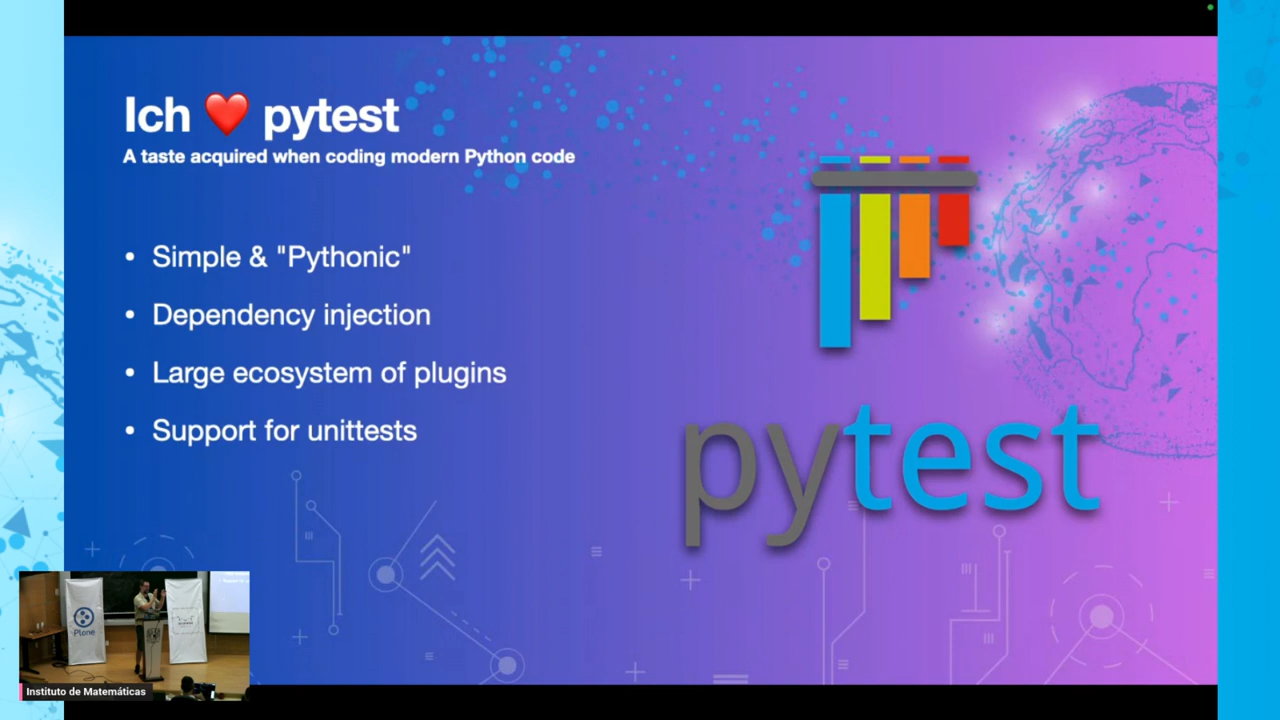 Ich ❤️ pytest
A taste acquired when coding modern Python code
• Simple & "Pythonic"
• Dependency injection
• Large ecosystem of plugins
• Support for unittests
pytest
Plone
Instituto de Matemáticas